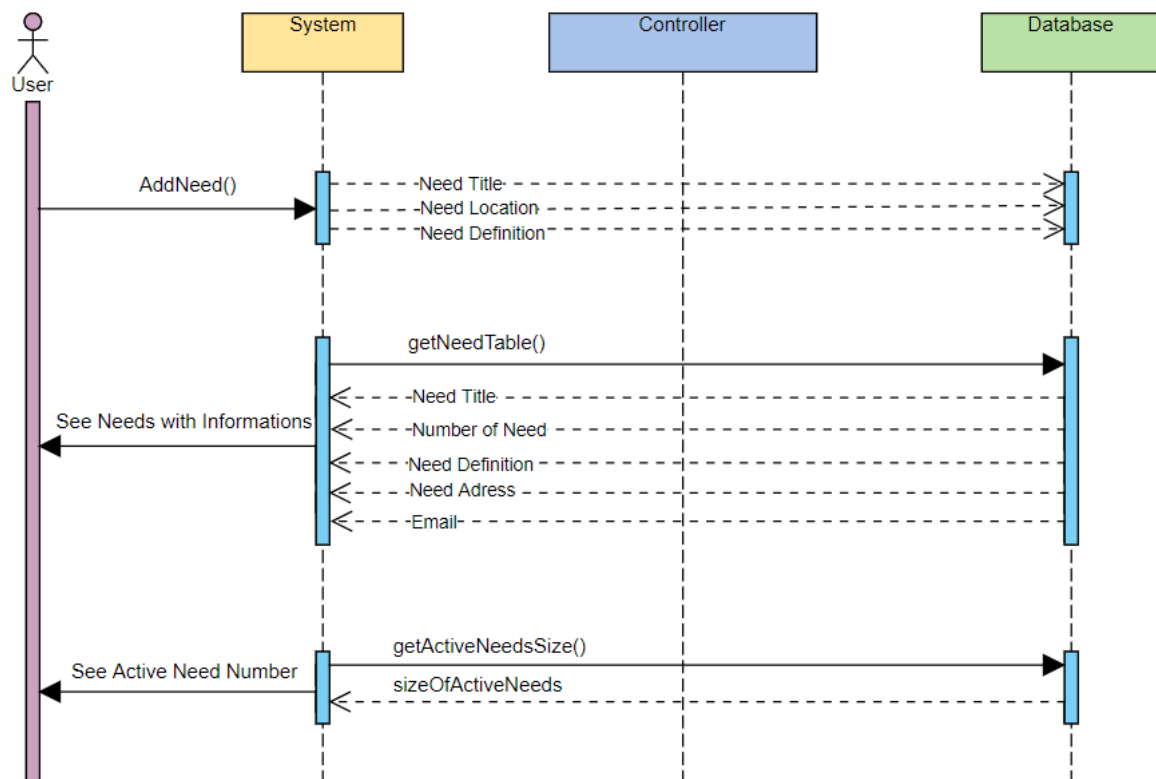 System
Controller
Database
User
AddNeed()
Need Title
Need Location
Need Definition
getNeedTable()
Need Title
See Needs with Informations
Number of Need
Need Definition
Need Adress
Email
getActiveNeedsSize()
See Active Need Number
sizeOfActiveNeeds